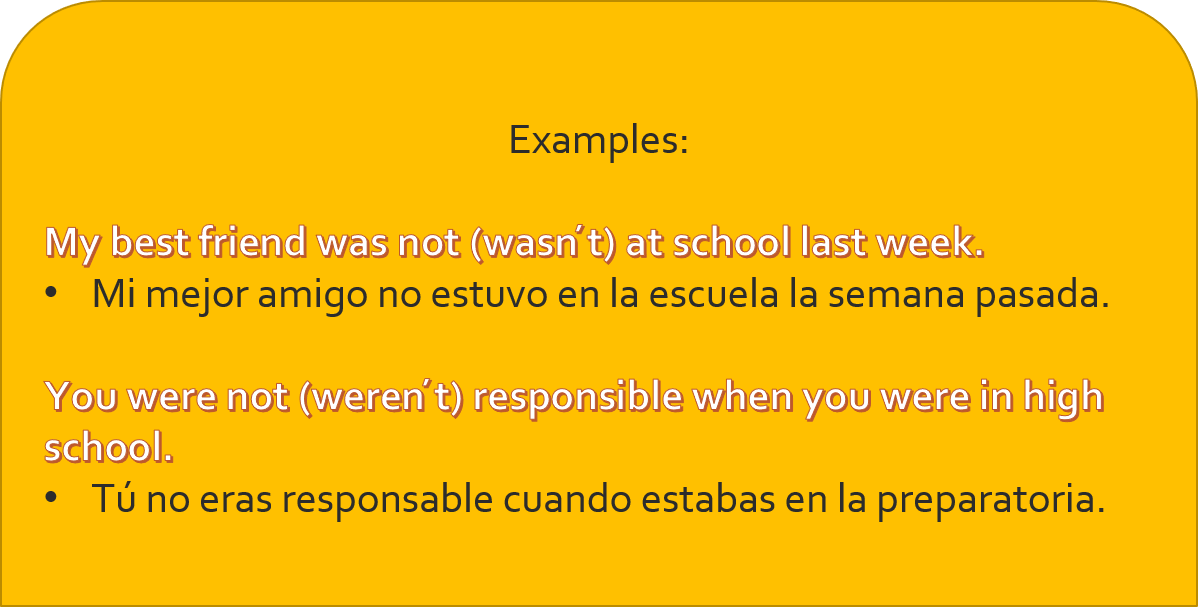 Examples:
My best friend was not (wasn´t) at school last week.
• Mi mejor amigo no estuvo en la escuela la semana pasada.
You were not (weren´t) responsible when you were in high
school.
• Tú no eras responsable cuando estabas en la preparatoria.